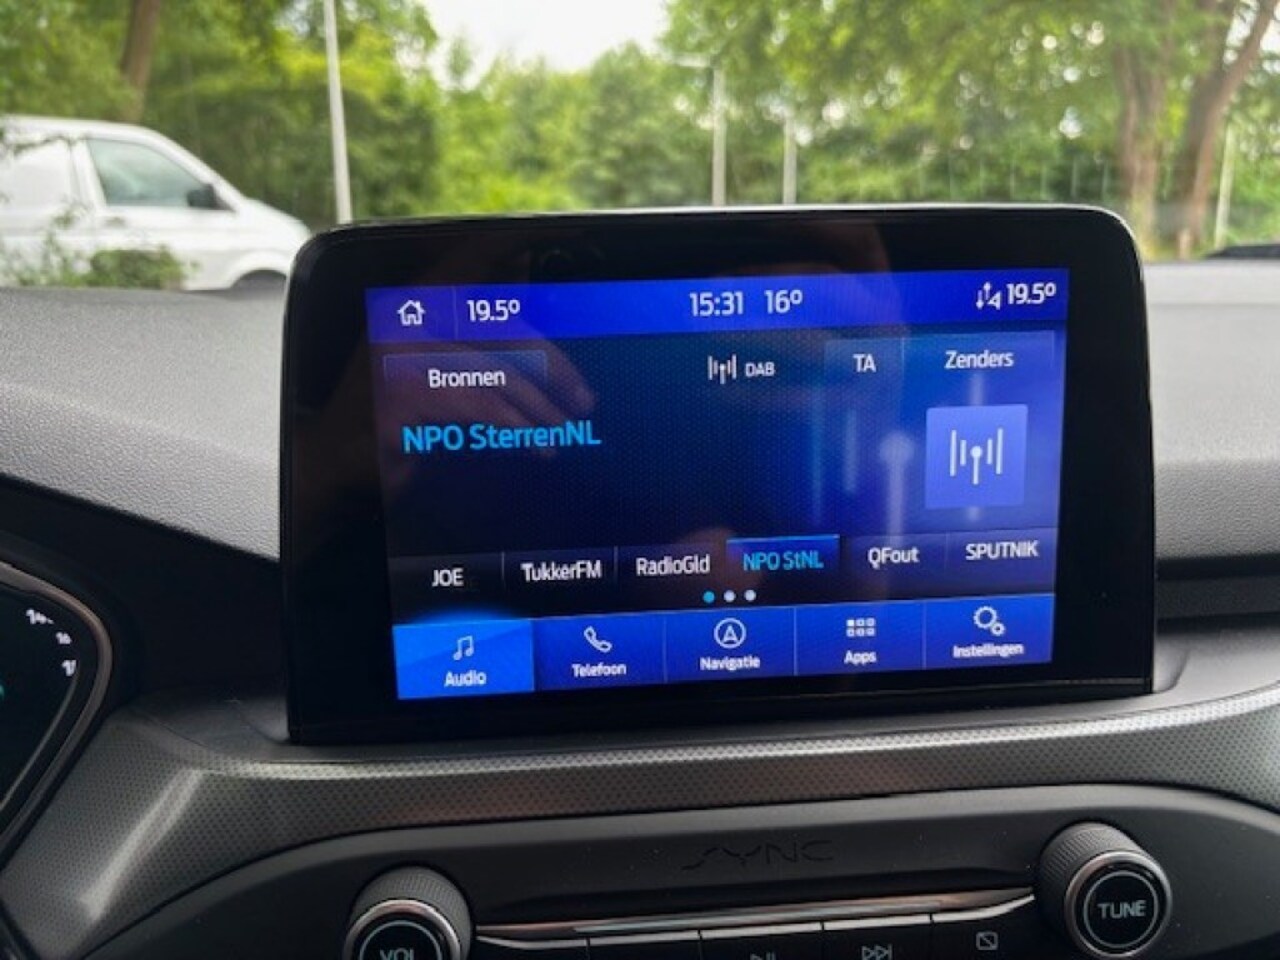 19.5° 15:31 16° 19.5°
Bronnen DAB TA Zenders
NPO SterrenNL
JOE TukkerFM RadioGld NPO StNL QFout SPUTNIK
Audio Telefoon Navigatie Apps Instellingen
SYNC
VOL TUNE